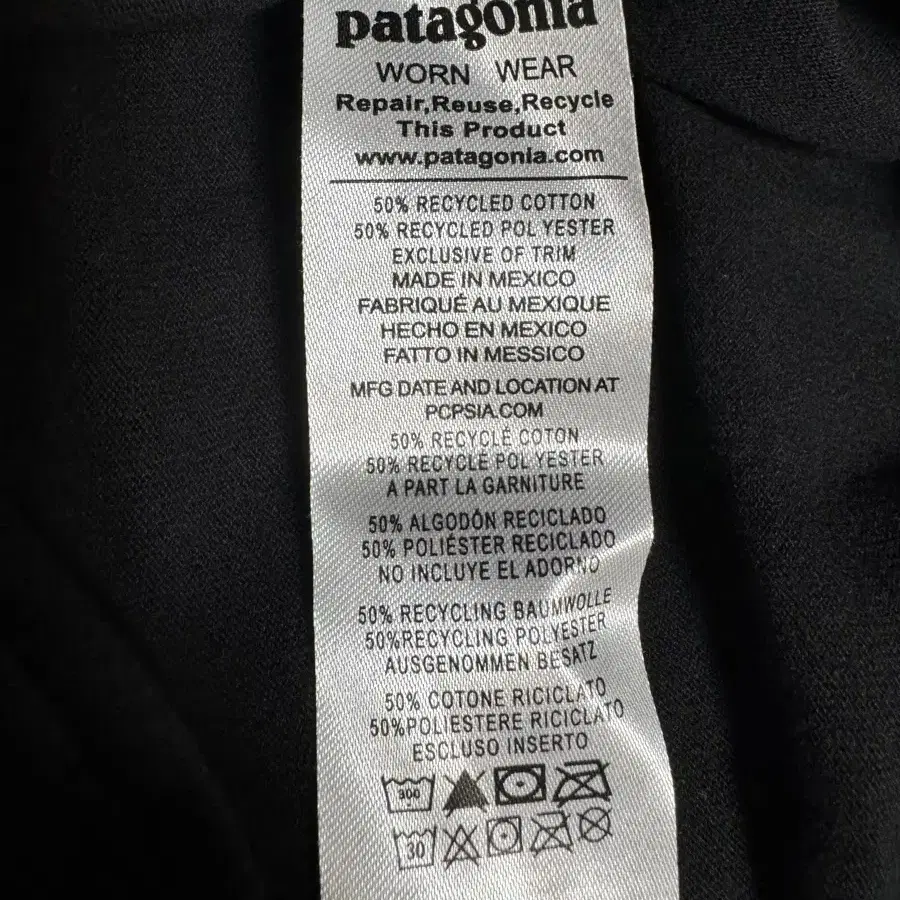 patagonia
WORN WEAR
Repair,Reuse,Recycle
This Product
www.patagonia.com
50% RECYCLED COTTON
50% RECYCLED POL YESTER
EXCLUSIVE OF TRIM
MADE IN MEXICO
FABRIQUÉ AU MEXIQUE
HECHO EN MEXICO
FATTO IN MESSICO
MFG DATE AND LOCATION AT
PCPSIA.COM
50% RECYCLÉ COTON
50% RECYCLÉ POL YESTER
A PART LA GARNITURE
50% ALGODÓN RECICLADO
50% POLIÉSTER RECICLADO
NO INCLUYE EL ADORNO
50% RECYCLING BAUMWOLLE
50%RECYCLING POLYESTER
AUSGENOMMEN BESATZ
50% COTONE RICICLATO
50%POLIESTERE RICICLATO
ESCLUSO INSERTO
30